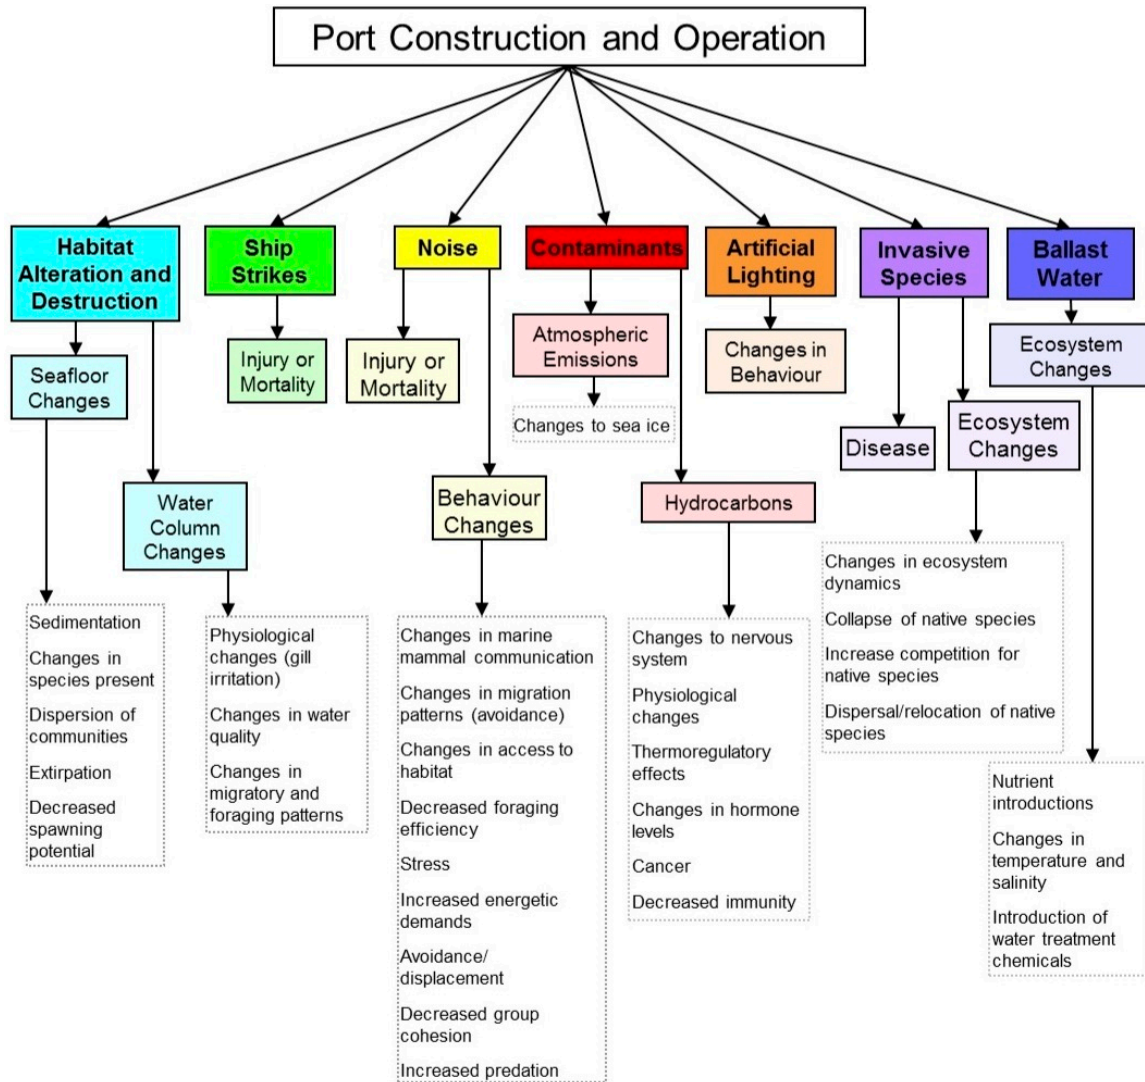 Port Construction and Operation
Habitat
Alteration and
Destruction
Ship
Strikes
Noise
Contaminants
Artificial
Lighting
Invasive
Species
Ballast
Water
Seafloor
Changes
Water
Column
Changes
Injury or
Mortality
Injury or
Mortality
Behaviour
Changes
Atmospheric
Emissions
Changes to sea ice
Hydrocarbons
Changes in
Behaviour
Disease
Ecosystem
Changes
Ecosystem
Changes
Sedimentation
Changes in
species present
Dispersion of
communities
Extirpation
Decreased
spawning
potential
Physiological
changes (gill
irritation)
Changes in water
quality
Changes in
migratory and
foraging patterns
Changes in marine
mammal communication
Changes in migration
patterns (avoidance)
Changes in access to
habitat
Decreased foraging
efficiency
Stress
Increased energetic
demands
Avoidance/
displacement
Decreased group
cohesion
Increased predation
Changes to nervous
system
Physiological
changes
Thermoregulatory
effects
Changes in hormone
levels
Cancer
Decreased immunity
Changes in ecosystem
dynamics
Collapse of native species
Increase competition for
native species
Dispersal/relocation of native
species
Nutrient
introductions
Changes in
temperature and
salinity
Introduction of
water treatment
chemicals